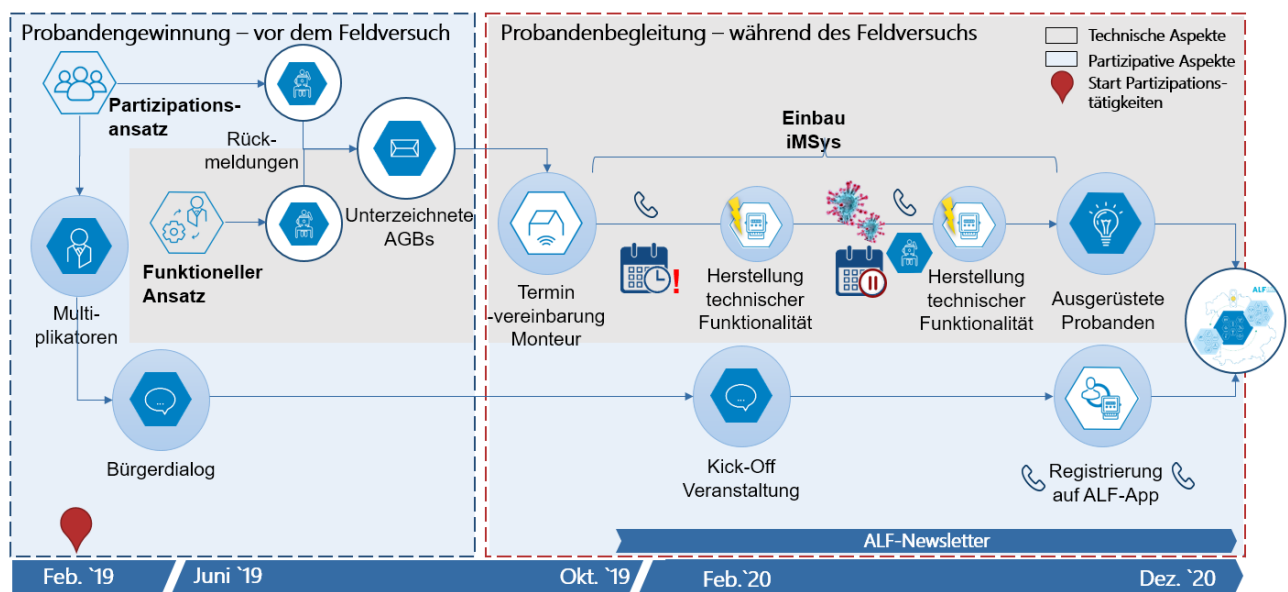 Probandengewinnung – vor dem Feldversuch
Partizipations-
ansatz
Rück-
meldungen
Unterzeichnete
AGBs
Funktioneller
Ansatz
Multi-
plikatoren
Bürgerdialog
Probandenbegleitung – während des Feldversuchs
Technische Aspekte
Partizipative Aspekte
Start Partizipations-
tätigkeiten
Einbau
iMSys
Termin
-vereinbarung
Monteur
!
Herstellung
technischer
Funktionalität
Herstellung
technischer
Funktionalität
Ausgerüstete
Probanden
ALF
...
...
Kick-Off
Veranstaltung
Registrierung
auf ALF-App
ALF-Newsletter
Feb. `19
Juni `19
Okt. `19
Feb.`20
Dez. `20